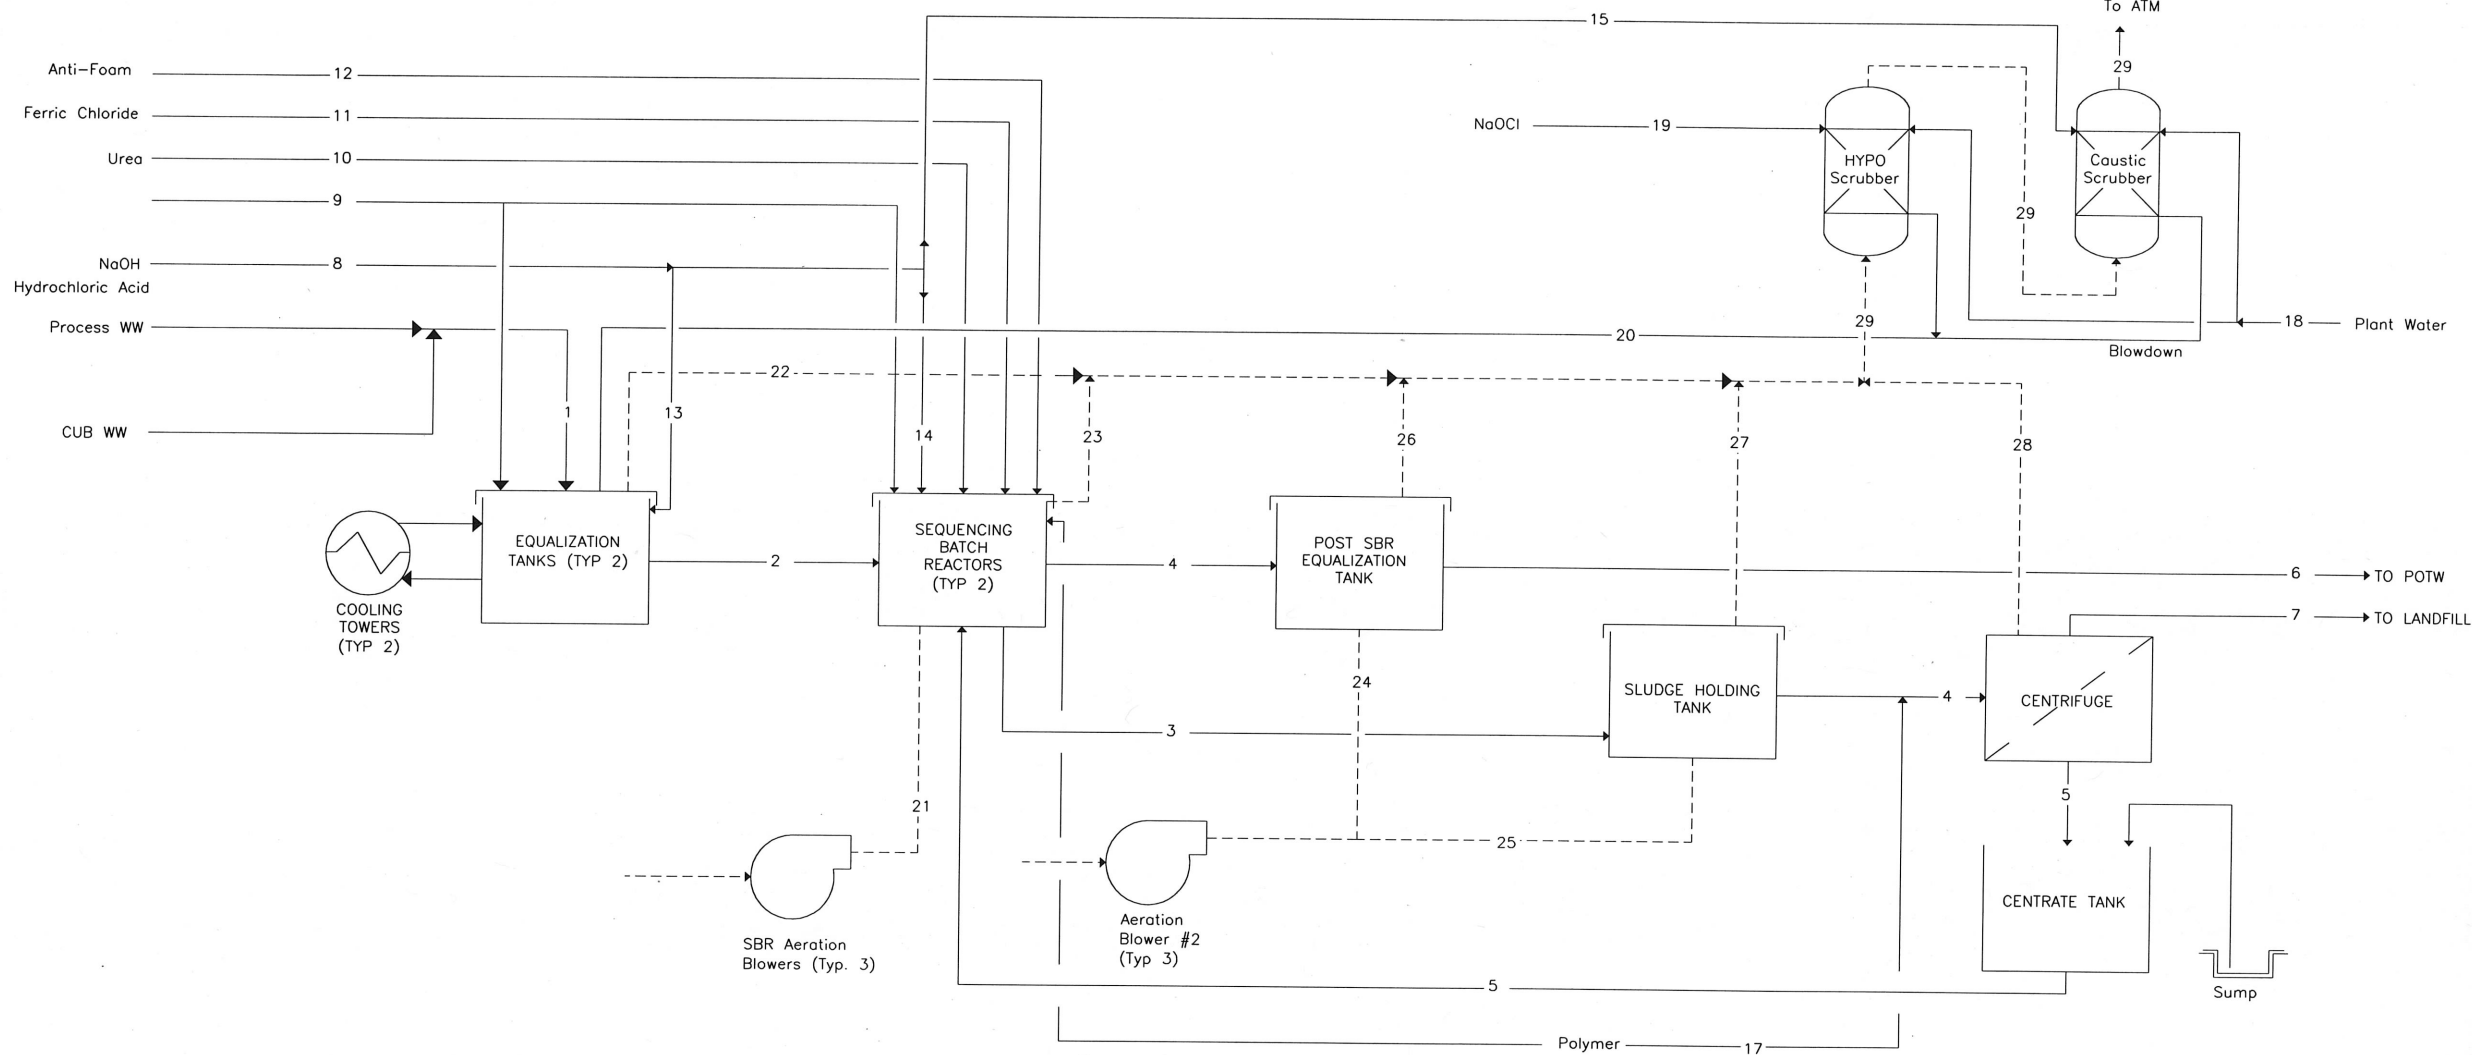 To ATM
15
29
Anti-Foam
12
Ferric Chloride
11
NaOCl
19
Urea
10
HYPO
Scrubber
Caustic
Scrubber
9
29
NaOH
8
Hydrochloric Acid
Process WW
29
18
Plant Water
20
Blowdown
22
1
13
CUB WW
14
23
26
27
28
EQUALIZATION
TANKS (TYP 2)
SEQUENCING
BATCH
REACTORS
(TYP 2)
POST SBR
EQUALIZATION
TANK
2
4
6
TO POTW
COOLING
TOWERS
(TYP 2)
7
TO LANDFILL
24
SLUDGE HOLDING
TANK
4
CENTRIFUGE
3
21
5
25
CENTRATE TANK
SBR Aeration
Blowers (Typ. 3)
Aeration
Blower #2
(Typ 3)
5
Sump
Polymer
17